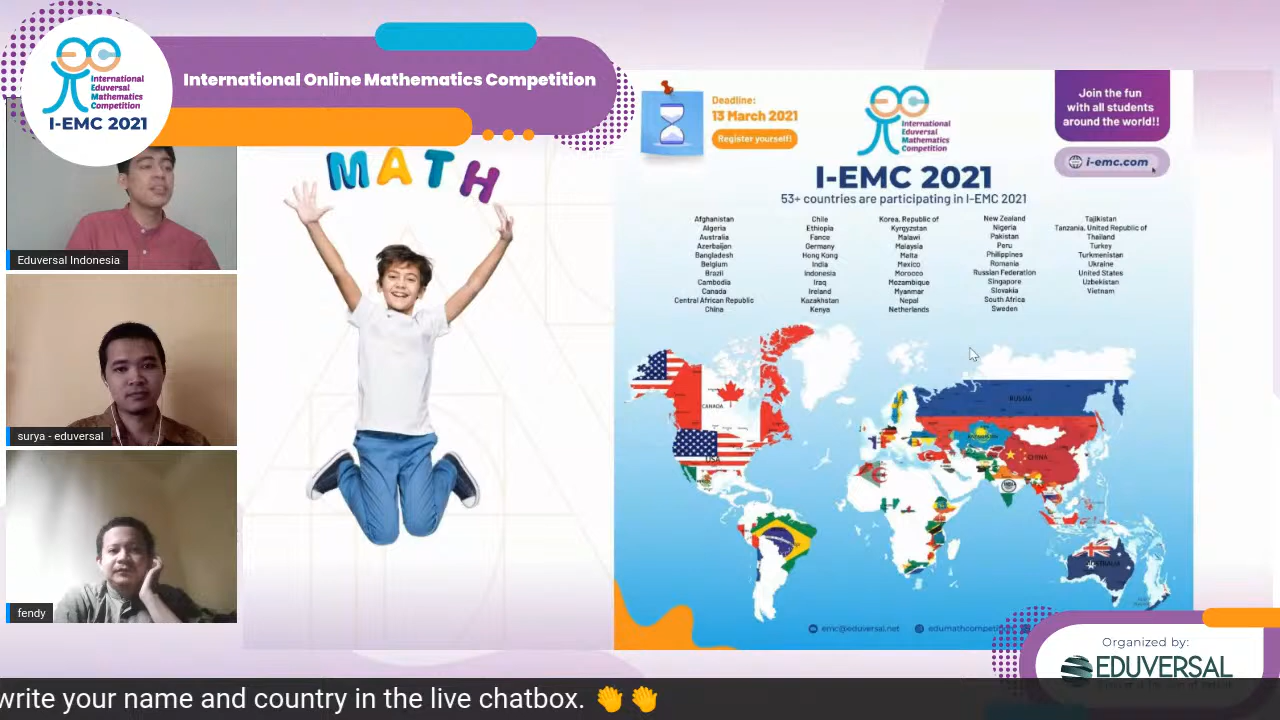 International Online Mathematics Competition
International
Eduversal
Mathematics
Competition
I-EMC 2021
Eduversal Indonesia
surya - eduversal
fendy
MATH
Deadline:
13 March 2021
Register yourself!
International
Eduversal
Mathematics
Competition
Join the fun
with all students
around the world!!
i-emc.com
I-EMC 2021
53+ countries are participating in I-EMC 2021
Afghanistan
Algeria
Australia
Azerbaijan
Bangladesh
Belgium
Brazil
Cambodia
Canada
Central African Republic
China
Chile
Ethiopia
Fance
Germany
Hong Kong
India
Indonesia
Iraq
Ireland
Kazakhstan
Kenya
Korea, Republic of
Kyrgyzstan
Malawi
Malaysia
Malta
Mexico
Morocco
Mozambique
Myanmar
Nepal
Netherlands
New Zealand
Nigeria
Pakistan
Peru
Philippines
Romania
Russian Federation
Singapore
Slovakia
South Africa
Sweden
Tajikistan
Tanzania, United Republic of
Thailand
Turkey
Turkmenistan
Ukraine
United States
Uzbekistan
Vietnam
CANADA
USA
RUSSIA
KAZAKHSTAN
CHINA
AUSTRALIA
emc@eduversal.net
Organized by:
EDUVERSAL
write your name and country in the live chatbox. 👏 👏